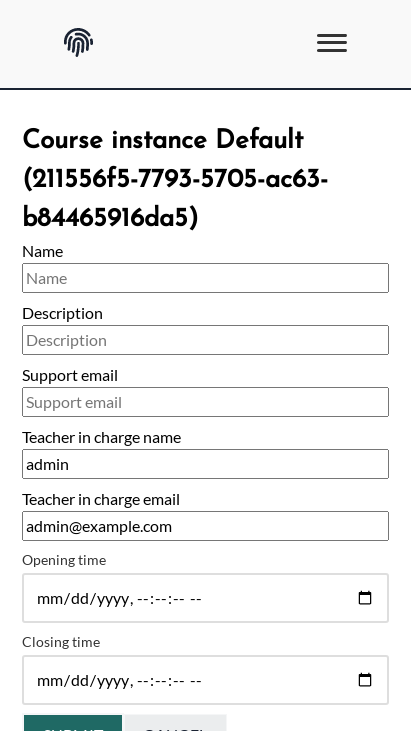 Course instance Default
(211556f5-7793-5705-ac63-
b84465916da5)
Name
Name
Description
Description
Support email
Support email
Teacher in charge name
admin
Teacher in charge email
admin@example.com
Opening time
mm/dd/yyyy, --:--:-- --
Closing time
mm/dd/yyyy, --:--:-- --
SUBMIT CANCEL